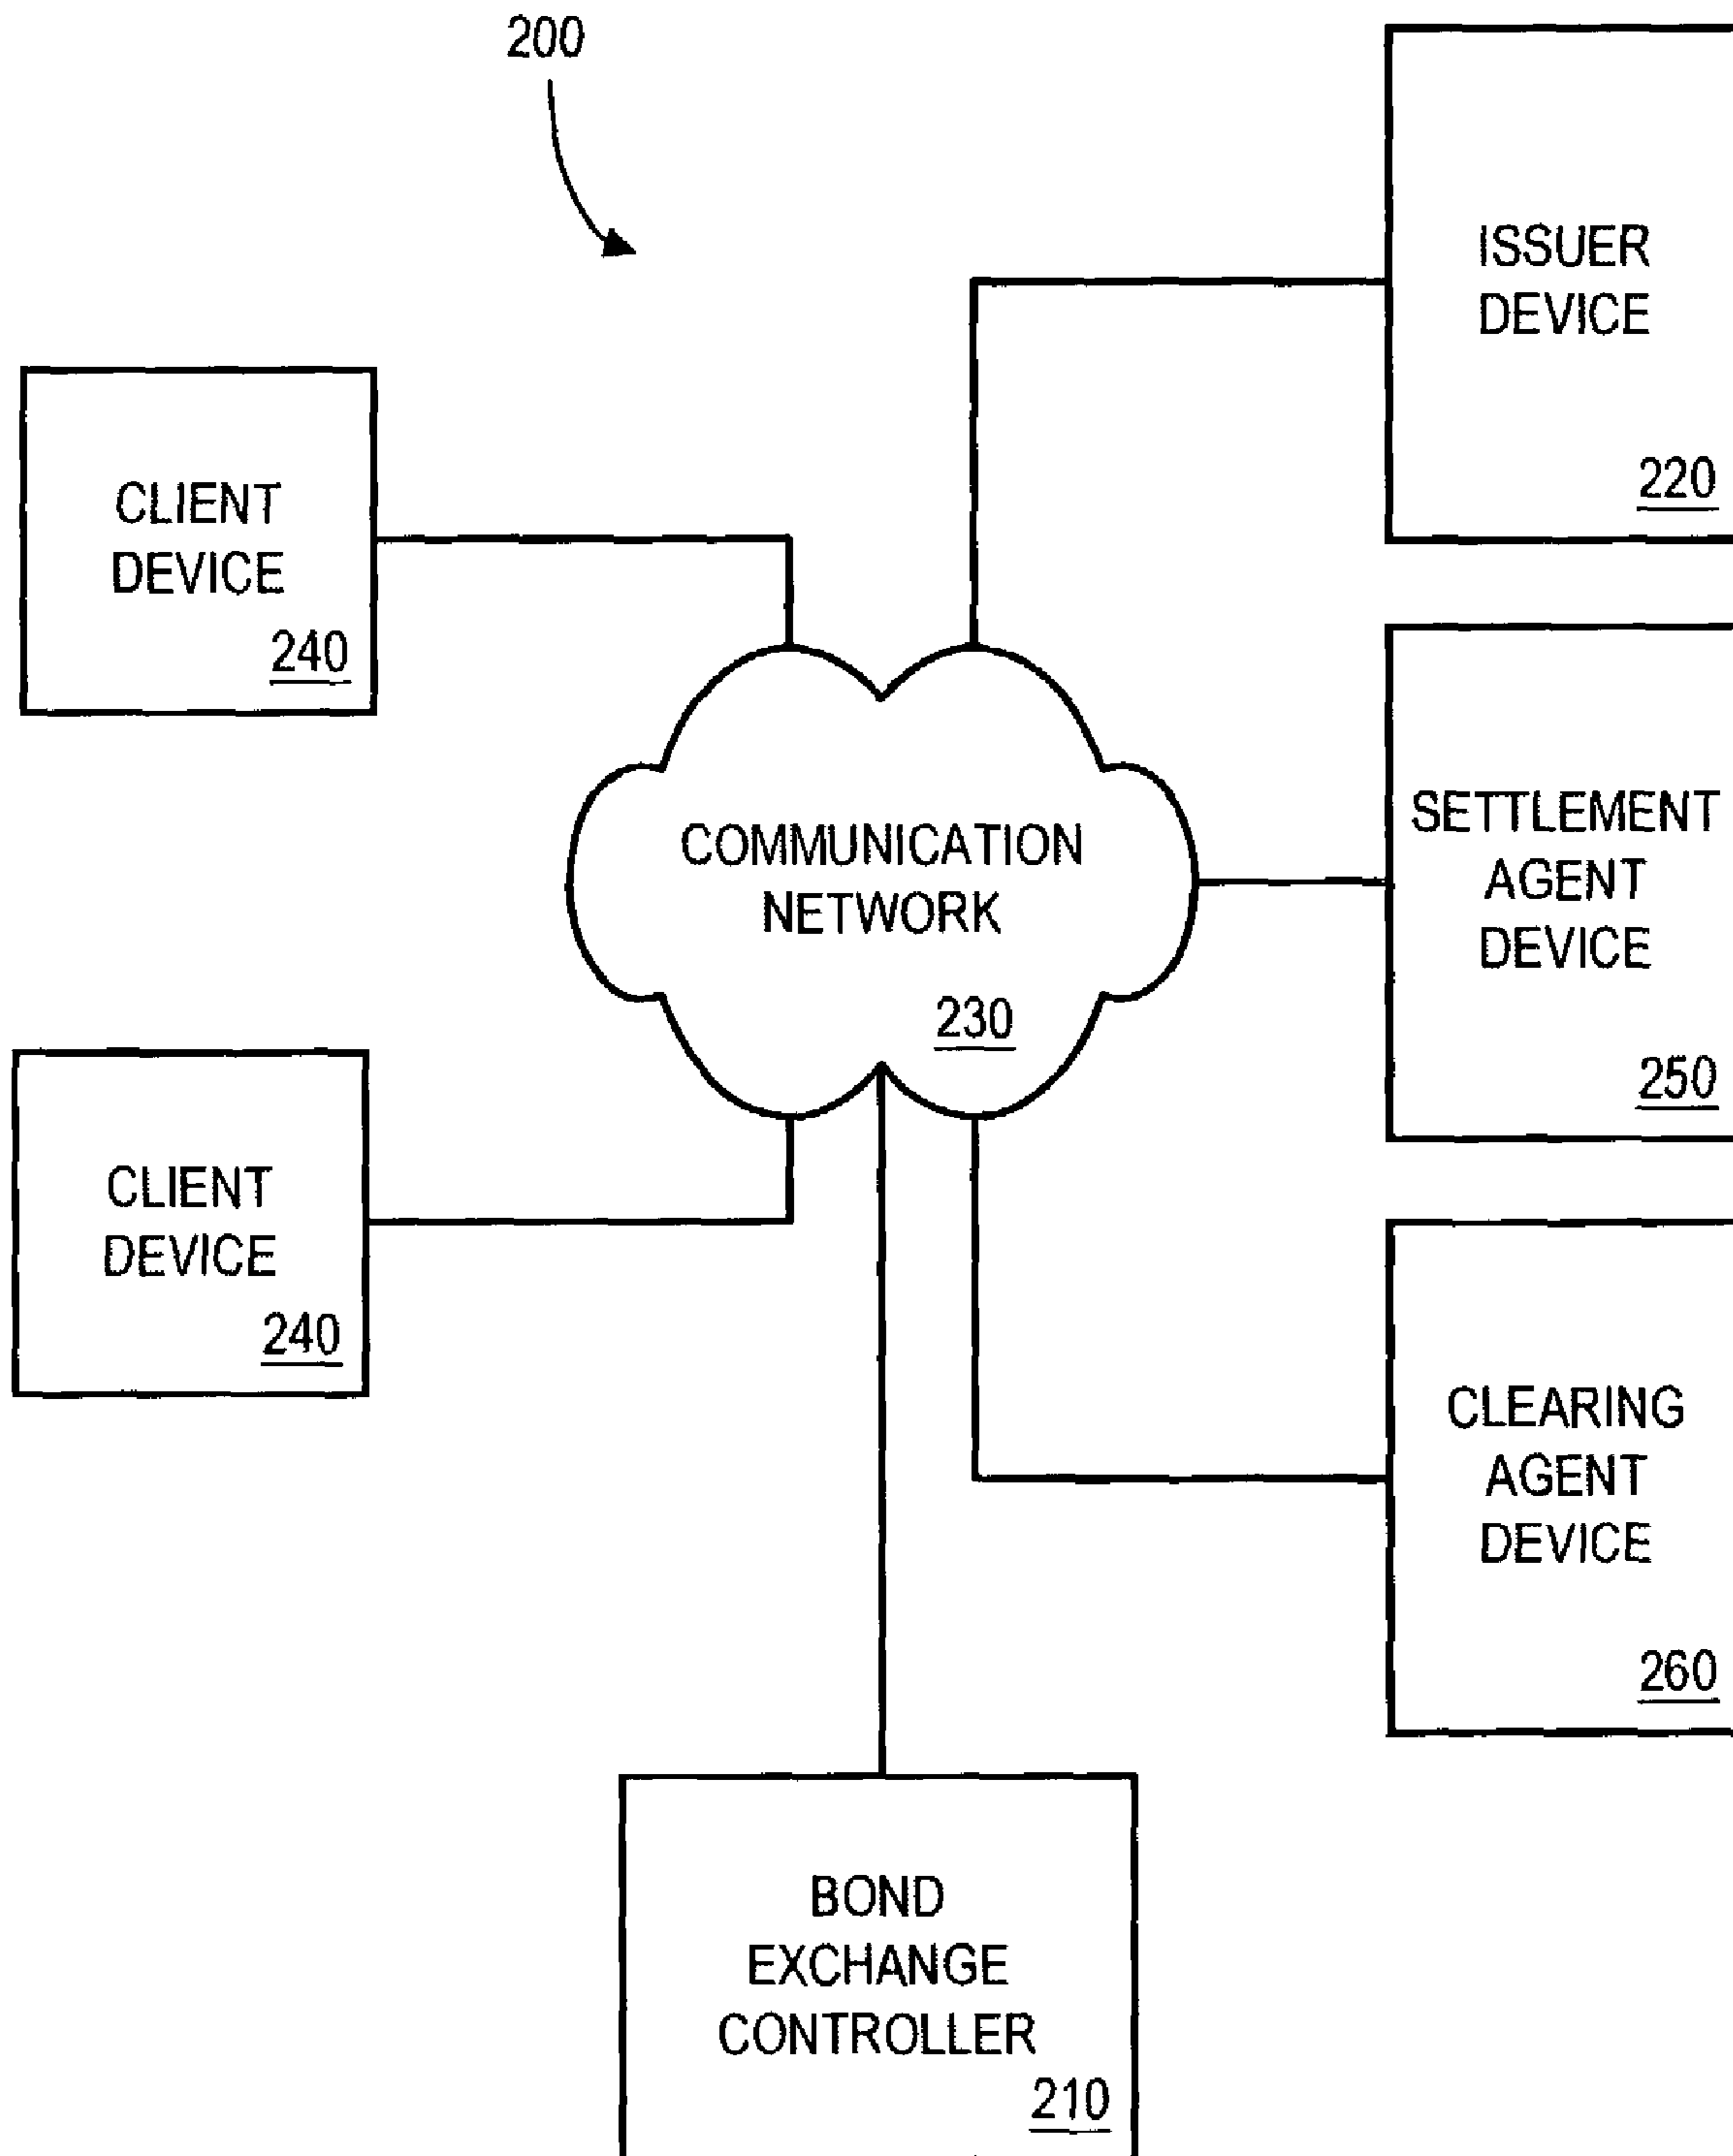 200
ISSUER
DEVICE
220
CLIENT
DEVICE
240
COMMUNICATION
NETWORK
230
SETTLEMENT
AGENT
DEVICE
250
CLIENT
DEVICE
240
CLEARING
AGENT
DEVICE
260
BOND
EXCHANGE
CONTROLLER
210